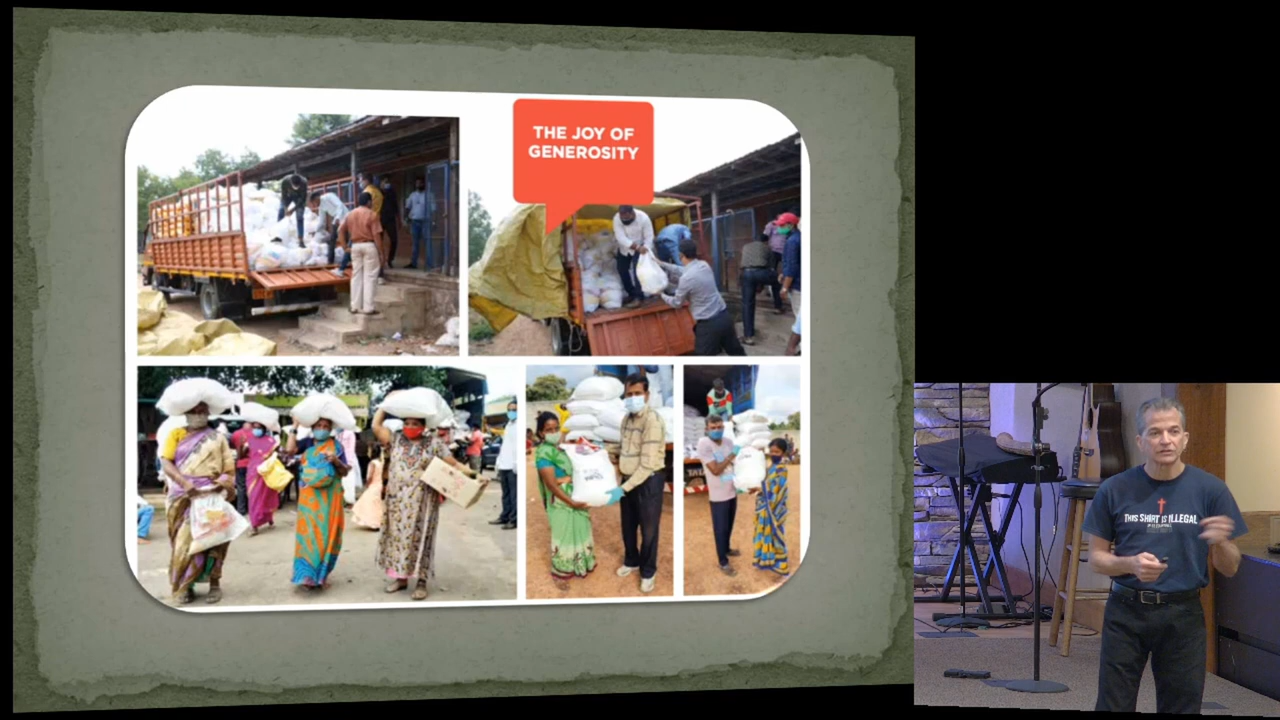 THE JOY OF
GENEROSITY
THIS SHIRT IS ILLEGAL